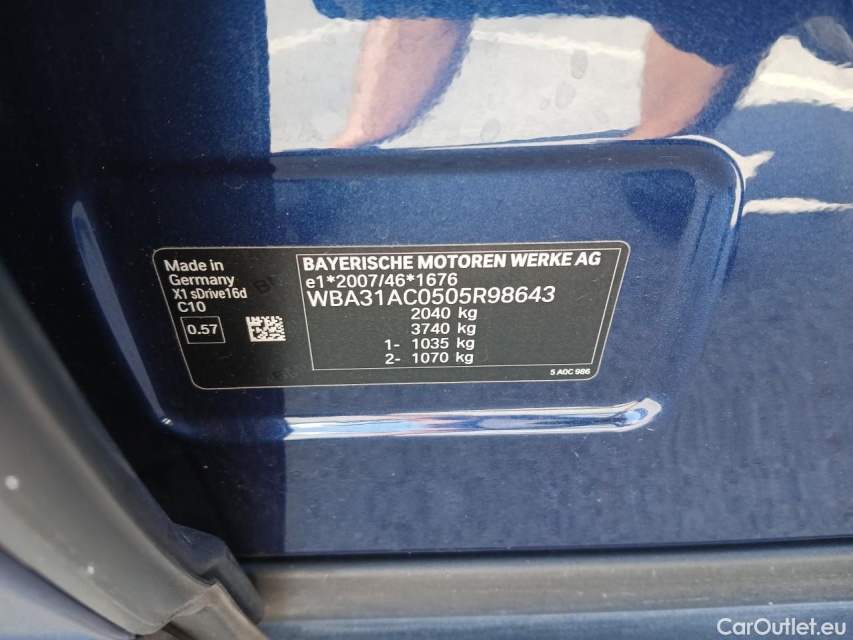 Made in
Germany
X1 sDrive16d
C10
0.57
BAYERISCHE MOTOREN WERKE AG
e1*2007/46*1676
WBA31AC0505R98643
2040 kg
3740 kg
1- 1035 kg
2- 1070 kg
5 A0C 986
CarOutlet.eu